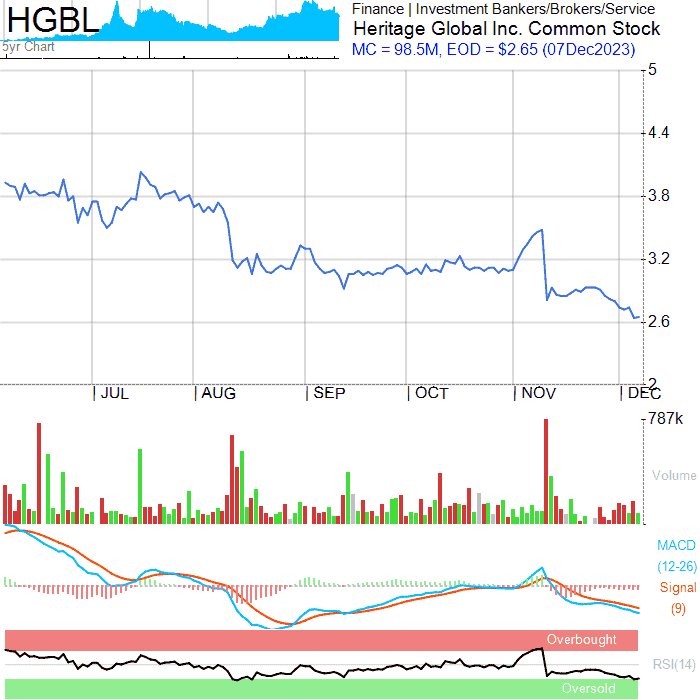 HGBL
5yr Chart
Finance | Investment Bankers/Brokers/Service
Heritage Global Inc. Common Stock
MC = 98.5M, EOD = $2.65 (07Dec2023)
5
4.4
3.8
3.2
2.6
2
JUL AUG SEP OCT NOV DEC
787k
Volume
MACD
(12-26)
Signal
(9)
Overbought
RSI(14)
Oversold